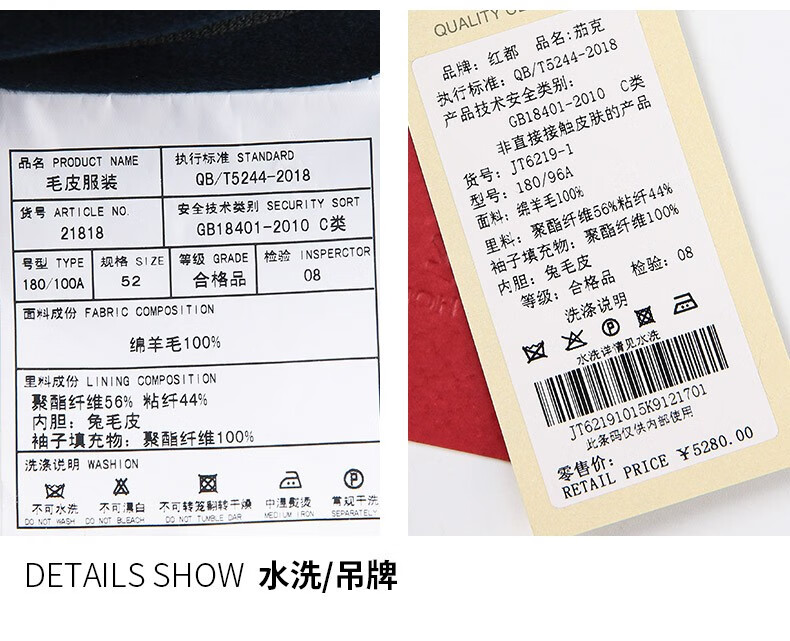 品名 PRODUCT NAME
毛皮服装
执行标准 STANDARD
QB/T5244-2018
货号 ARTICLE NO.
21818
安全技术类别 SECURITY SORT
GB18401-2010 C类
号型 TYPE
180/100A
规格 SIZE
52
等级 GRADE
合格品
检验 INSPERCTOR
08
面料成份 FABRIC COMPOSITION
绵羊毛100%
里料成份 LINING COMPOSITION
聚酯纤维56% 粘纤44%
内胆: 兔毛皮
袖子填充物: 聚酯纤维100%
洗涤说明 WASHION
不可水洗
DO NOT WASH
不可漂白
DO NOT BLEACH
不可转笼翻转干燥
DO NOT TUMBLE DAR
中温熨烫
MEDIUM IRON
常规干洗
SEPARATELY
QUALITY
品牌: 红都 品名:茄克
执行标准: QB/T5244-2018
产品技术安全类别:
GB18401-2010 C类
非直接接触皮肤的产品
货号: JT6219-1
型号: 180/96A
面料: 绵羊毛100%
里料: 聚酯纤维56%粘纤44%
袖子填充物: 聚酯纤维100%
内胆: 兔毛皮
等级: 合格品 检验: 08
洗涤说明
水洗详情见水洗
JT62191015K9121701
此条码仅供内部使用
零售价:
RETAIL PRICE ￥5280.00
DETAILS SHOW 水洗/吊牌